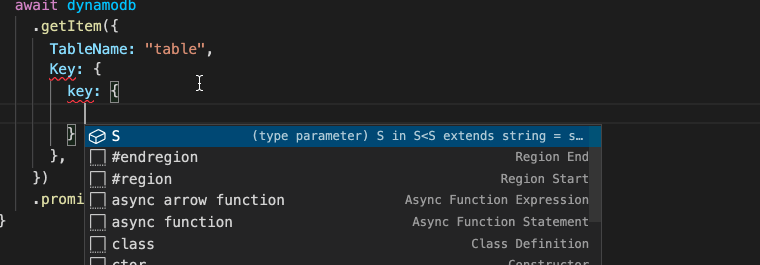 await dynamodb
.getItem({
TableName: "table",
Key: {
key: {
}
S (type parameter) S in S<S extends string = s…
#endregion Region End
},
#region Region Start
})
async arrow function Async Function Expression
.promi
async function Async Function Statement
}
class Class Definition
ctor Constructor